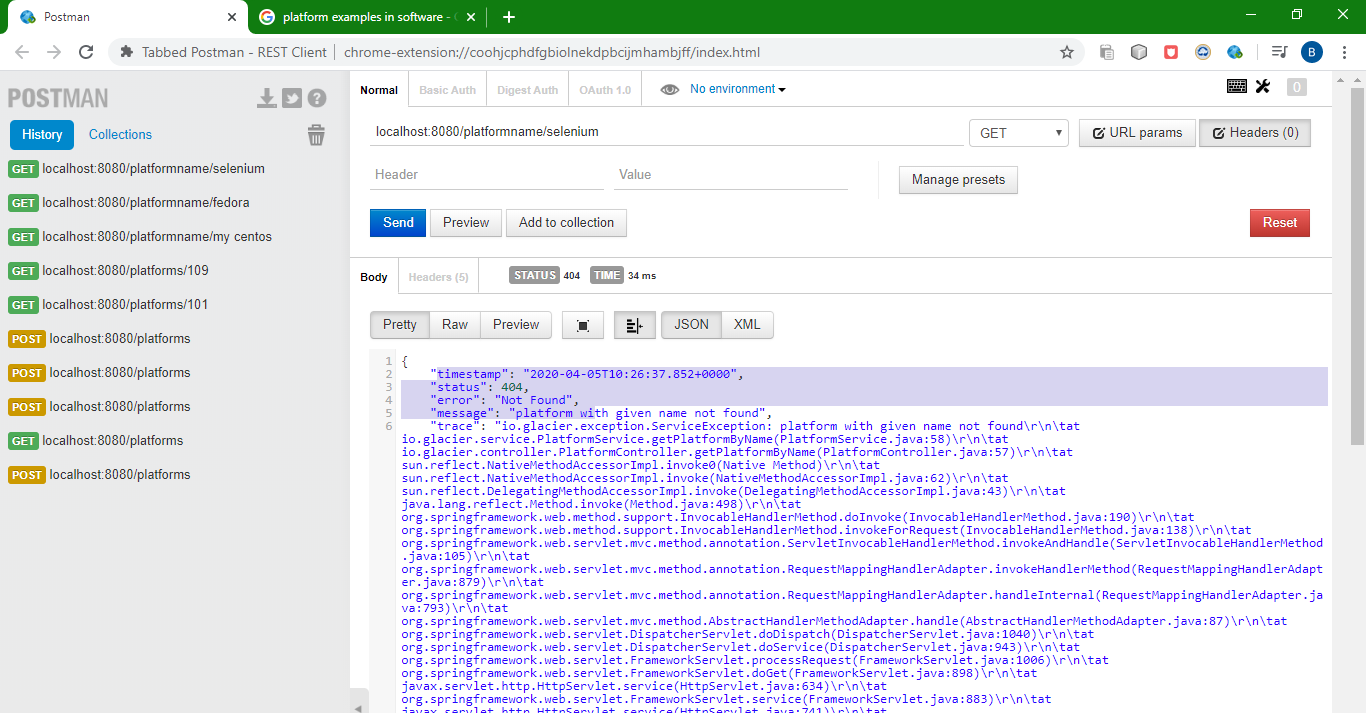 Postman
platform examples in software -
Tabbed Postman - REST Client | chrome-extension://coohjcphdfgbiolnekdpbcijmhambjff/index.html
B
POSTMAN
History
Collections
GET localhost:8080/platformname/selenium
GET localhost:8080/platformname/fedora
GET localhost:8080/platformname/my centos
GET localhost:8080/platforms/109
GET localhost:8080/platforms/101
POST localhost:8080/platforms
POST localhost:8080/platforms
POST localhost:8080/platforms
GET localhost:8080/platforms
POST localhost:8080/platforms
Normal
Basic Auth
Digest Auth
OAuth 1.0
No environment
0
localhost:8080/platformname/selenium
GET
URL params
Headers (0)
Header
Value
Manage presets
Send
Preview
Add to collection
Reset
Body
Headers (5)
STATUS 404
TIME 34 ms
Pretty
Raw
Preview
JSON
XML
1 {
2 "timestamp": "2020-04-05T10:26:37.852+0000",
3 "status": 404,
4 "error": "Not Found",
5 "message": "platform with given name not found",
6 "trace": "io.glacier.exception.ServiceException: platform with given name not found\r\n\tat
io.glacier.service.PlatformService.getPlatformByName(PlatformService.java:58)\r\n\tat
io.glacier.controller.PlatformController.getPlatformByName(PlatformController.java:57)\r\n\tat
sun.reflect.NativeMethodAccessorImpl.invoke0(Native Method)\r\n\tat
sun.reflect.NativeMethodAccessorImpl.invoke(NativeMethodAccessorImpl.java:62)\r\n\tat
sun.reflect.DelegatingMethodAccessorImpl.invoke(DelegatingMethodAccessorImpl.java:43)\r\n\tat
java.lang.reflect.Method.invoke(Method.java:498)\r\n\tat
org.springframework.web.method.support.InvocableHandlerMethod.doInvoke(InvocableHandlerMethod.java:190)\r\n\tat
org.springframework.web.method.support.InvocableHandlerMethod.invokeForRequest(InvocableHandlerMethod.java:138)\r\n\tat
org.springframework.web.servlet.mvc.method.annotation.ServletInvocableHandlerMethod.invokeAndHandle(ServletInvocableHandlerMethod
.java:105)\r\n\tat
org.springframework.web.servlet.mvc.method.annotation.RequestMappingHandlerAdapter.invokeHandlerMethod(RequestMappingHandlerAdapt
er.java:879)\r\n\tat
org.springframework.web.servlet.mvc.method.annotation.RequestMappingHandlerAdapter.handleInternal(RequestMappingHandlerAdapter.ja
va:793)\r\n\tat
org.springframework.web.servlet.mvc.method.AbstractHandlerMethodAdapter.handle(AbstractHandlerMethodAdapter.java:87)\r\n\tat
org.springframework.web.servlet.DispatcherServlet.doDispatch(DispatcherServlet.java:1040)\r\n\tat
org.springframework.web.servlet.DispatcherServlet.doService(DispatcherServlet.java:943)\r\n\tat
org.springframework.web.servlet.FrameworkServlet.processRequest(FrameworkServlet.java:1006)\r\n\tat
org.springframework.web.servlet.FrameworkServlet.doGet(FrameworkServlet.java:898)\r\n\tat
javax.servlet.http.HttpServlet.service(HttpServlet.java:634)\r\n\tat
org.springframework.web.servlet.FrameworkServlet.service(FrameworkServlet.java:883)\r\n\tat
javax.servlet.http.HttpServlet.service(HttpServlet.java:741)\r\n\tat